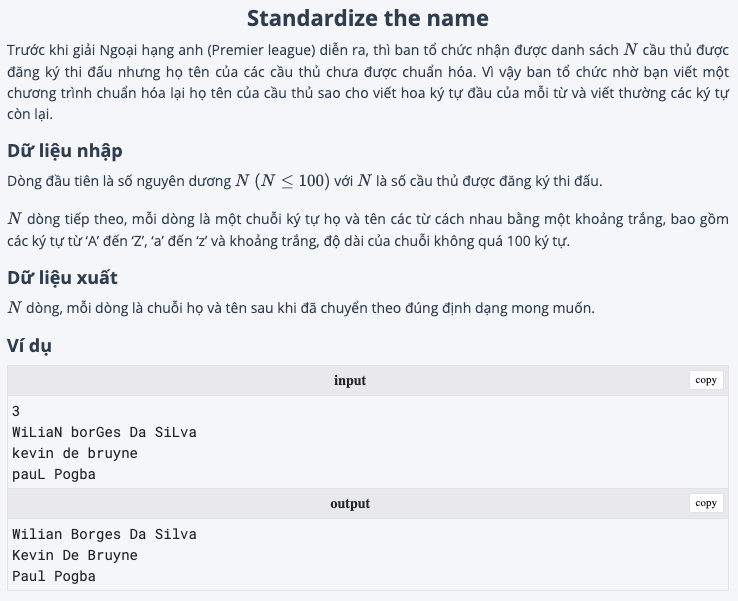 Standardize the name
Trước khi giải Ngoại hạng anh (Premier league) diễn ra, thì ban tổ chức nhận được danh sách N cầu thủ được
đăng ký thi đấu nhưng họ tên của các cầu thủ chưa được chuẩn hóa. Vì vậy ban tổ chức nhờ bạn viết một
chương trình chuẩn hóa lại họ tên của cầu thủ sao cho viết hoa ký tự đầu của mỗi từ và viết thường các ký tự
còn lại.
Dữ liệu nhập
Dòng đầu tiên là số nguyên dương N (N ≤ 100) với N là số cầu thủ được đăng ký thi đấu.
N dòng tiếp theo, mỗi dòng là một chuỗi ký tự họ và tên các từ cách nhau bằng một khoảng trắng, bao gồm
các ký tự từ ‘A’ đến ‘Z’, ‘a’ đến ‘z’ và khoảng trắng, độ dài của chuỗi không quá 100 ký tự.
Dữ liệu xuất
N dòng, mỗi dòng là chuỗi họ và tên sau khi đã chuyển theo đúng định dạng mong muốn.
Ví dụ
input copy
3
WiLiaN borGes Da SiLva
kevin de bruyne
pauL Pogba
output copy
Wilian Borges Da Silva
Kevin De Bruyne
Paul Pogba